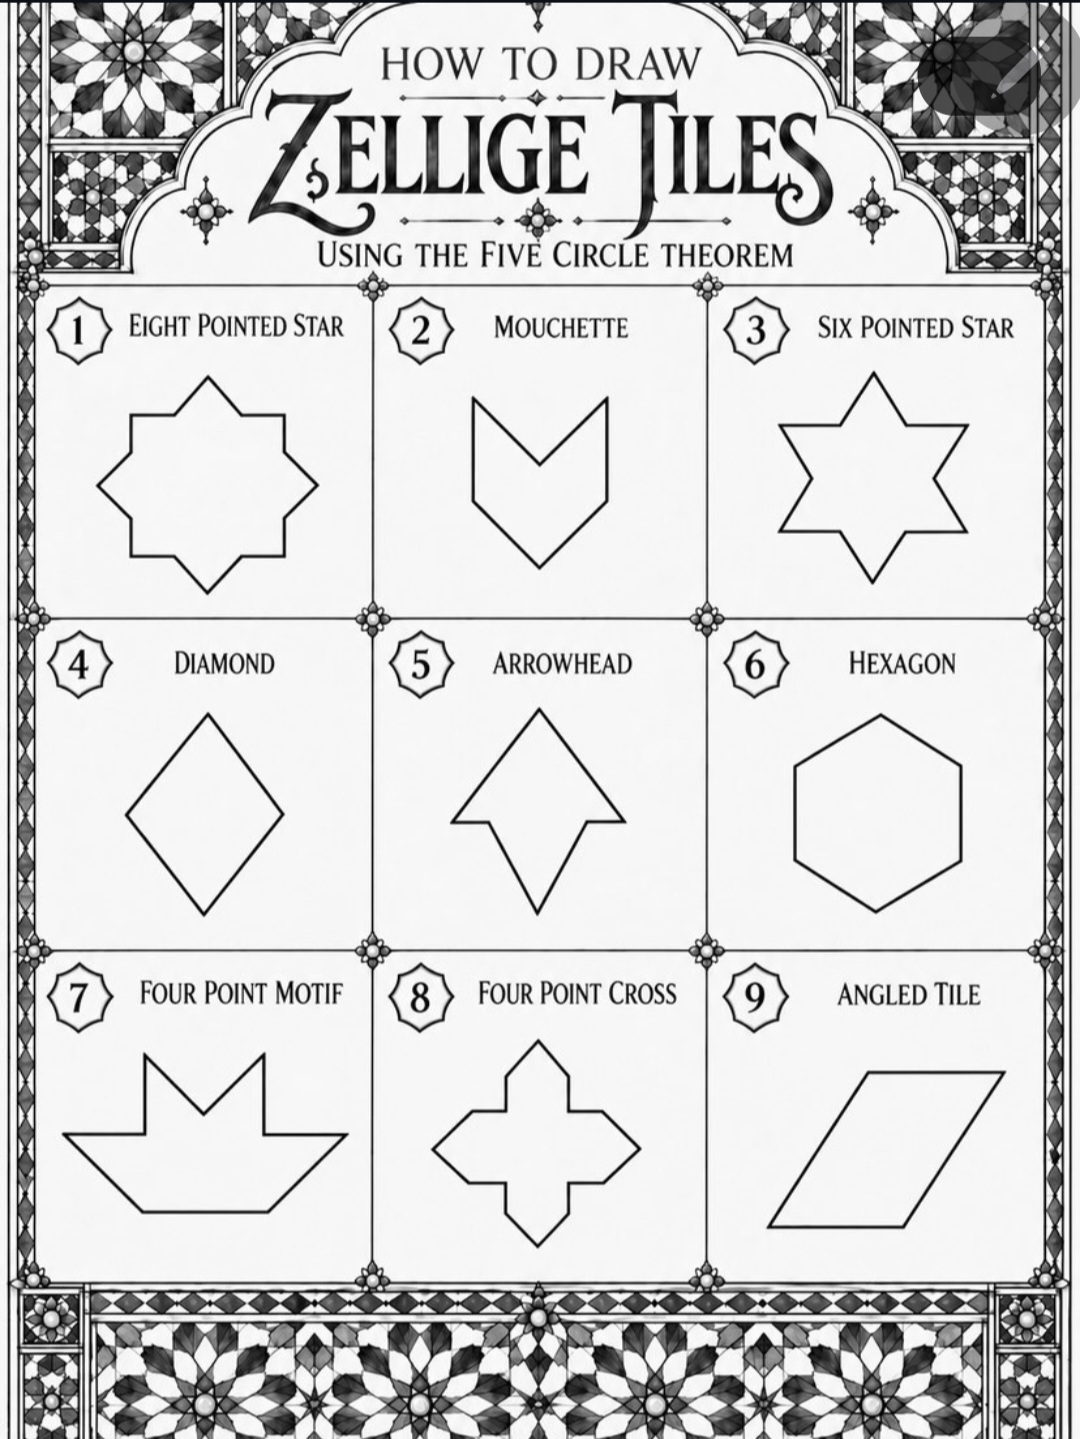 HOW TO DRAW
ZELLIGE TILES
USING THE FIVE CIRCLE THEOREM
1 EIGHT POINTED STAR
2 MOUCHETTE
3 SIX POINTED STAR
4 DIAMOND
5 ARROWHEAD
6 HEXAGON
7 FOUR POINT MOTIF
8 FOUR POINT CROSS
9 ANGLED TILE